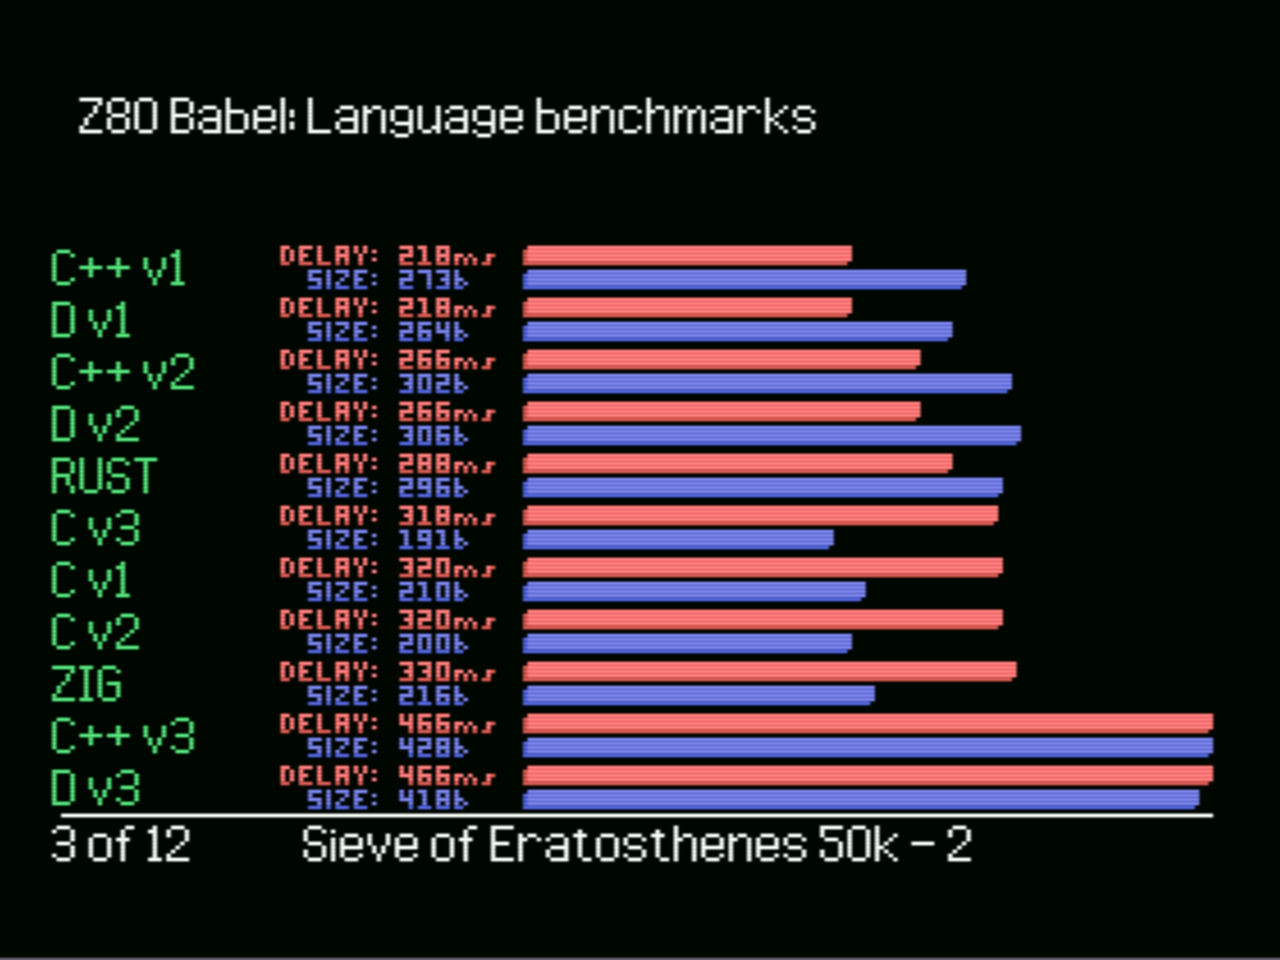 Z80 Babel: Language benchmarks
C++ v1
DELAY: 218ms
SIZE: 273b
D v1
DELAY: 218ms
SIZE: 264b
C++ v2
DELAY: 266ms
SIZE: 302b
D v2
DELAY: 266ms
SIZE: 306b
RUST
DELAY: 288ms
SIZE: 296b
C v3
DELAY: 318ms
SIZE: 191b
C v1
DELAY: 320ms
SIZE: 210b
C v2
DELAY: 320ms
SIZE: 200b
ZIG
DELAY: 330ms
SIZE: 216b
C++ v3
DELAY: 466ms
SIZE: 428b
D v3
DELAY: 466ms
SIZE: 418b
3 of 12
Sieve of Eratosthenes 50k - 2